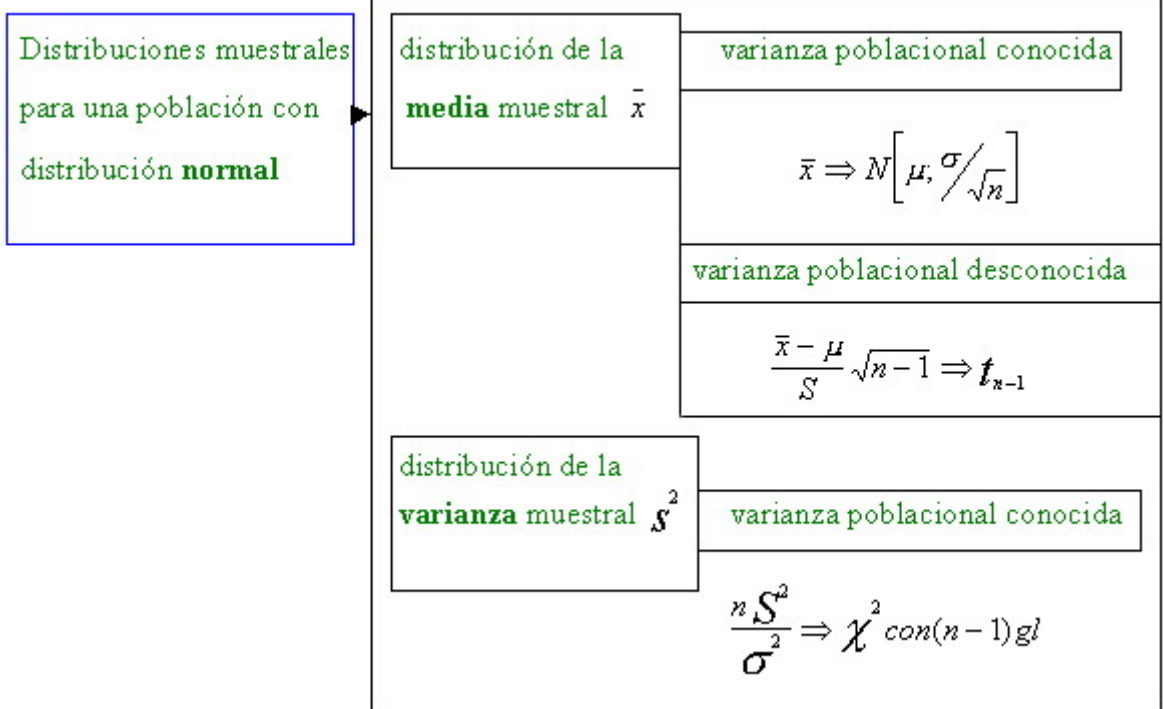 Distribuciones muestrales
para una población con
distribución normal
distribución de la
media muestral x̄
varianza poblacional conocida
x̄ ⇒ N[μ; σ/√n]
varianza poblacional desconocida
(x̄ − μ)/S √(n−1) ⇒ tₙ₋₁
distribución de la
varianza muestral s²
varianza poblacional conocida
nS²/σ² ⇒ χ² con(n−1) gl